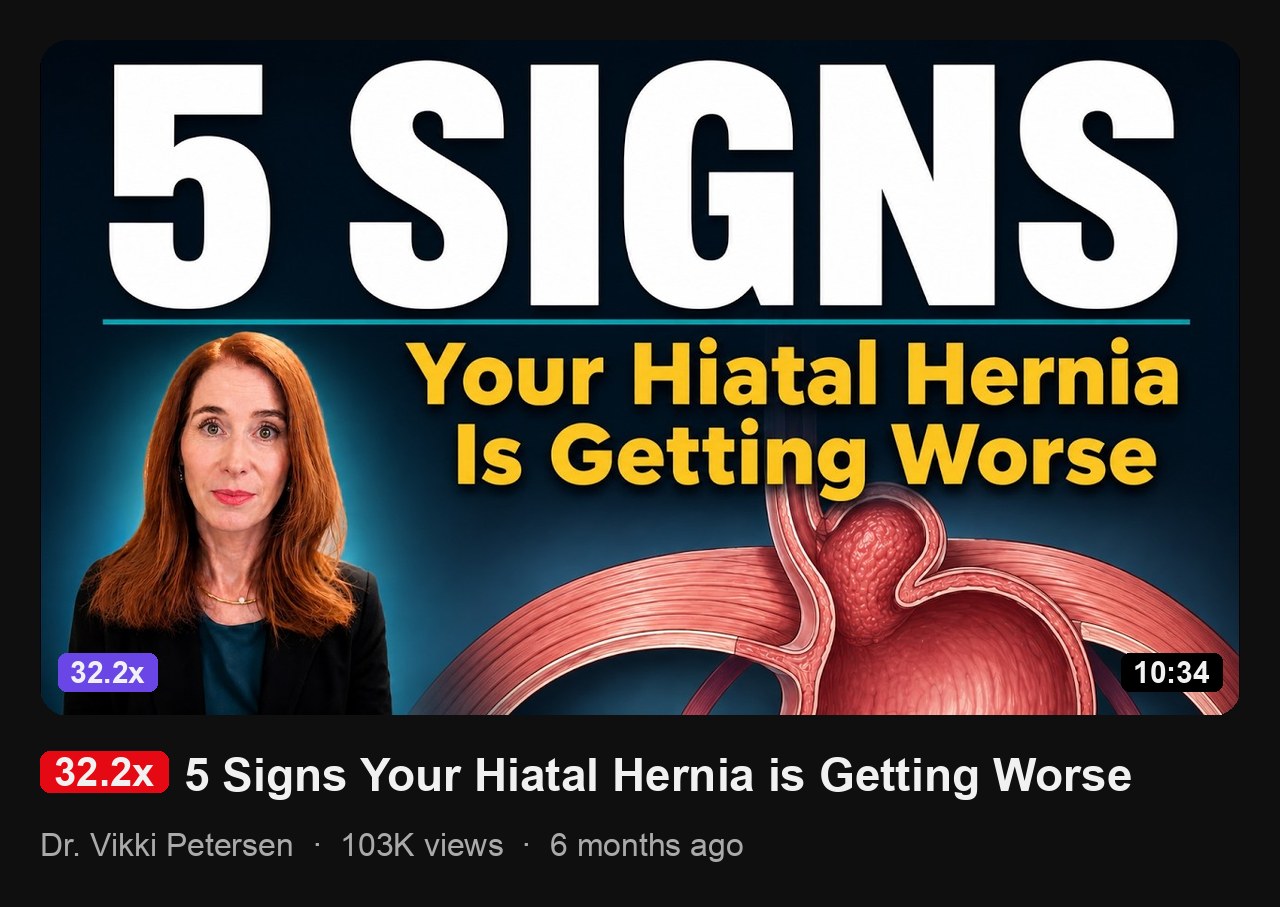 5 SIGNS
Your Hiatal Hernia
Is Getting Worse
32.2x
10:34
32.2x 5 Signs Your Hiatal Hernia is Getting Worse
Dr. Vikki Petersen · 103K views · 6 months ago